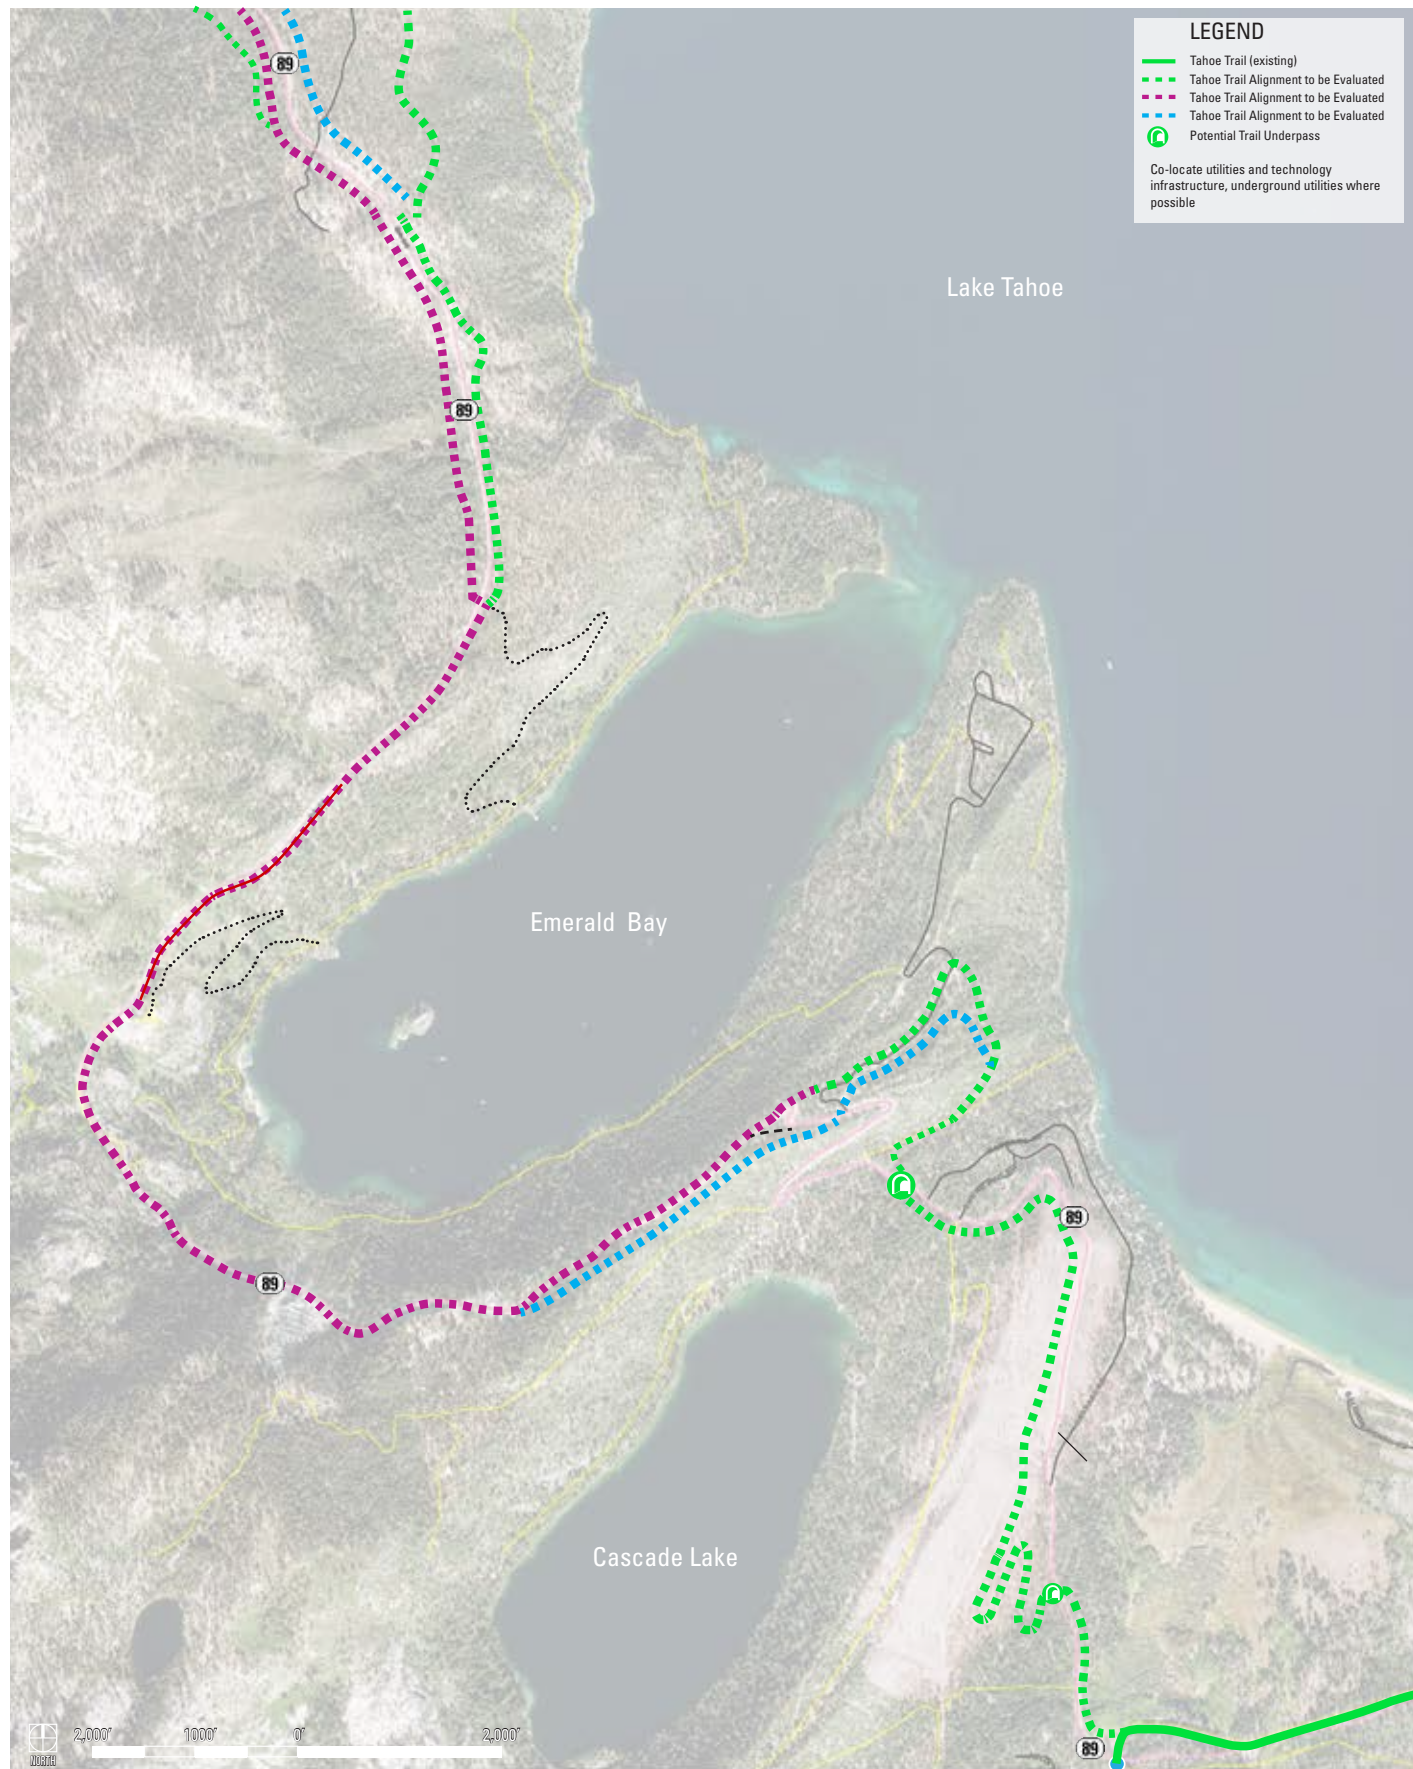 LEGEND
Tahoe Trail (existing)
Tahoe Trail Alignment to be Evaluated
Tahoe Trail Alignment to be Evaluated
Tahoe Trail Alignment to be Evaluated
Potential Trail Underpass
Co-locate utilities and technology
infrastructure, underground utilities where
possible
89
Lake Tahoe
89
Emerald Bay
89
89
Cascade Lake
2,000' 1000' 0' 2,000'
NORTH
89